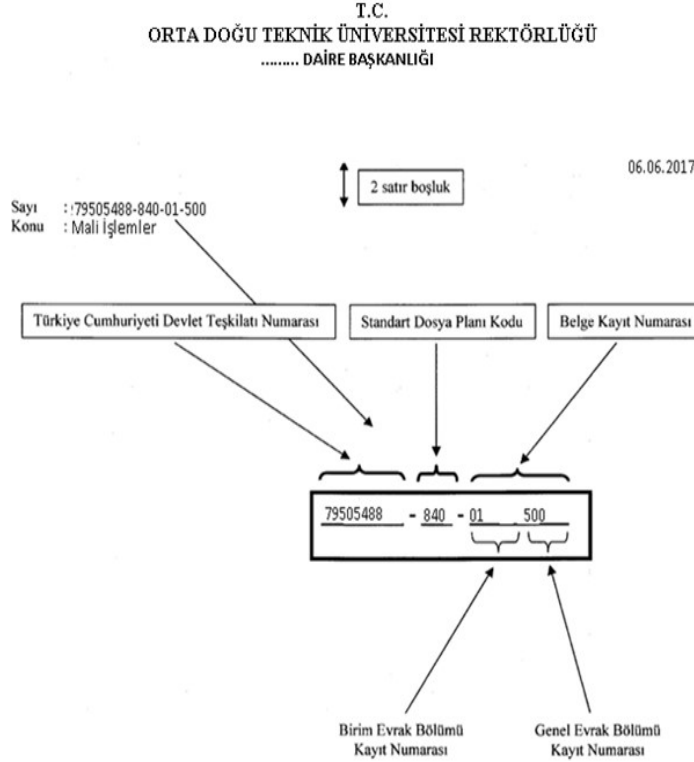 T.C.
ORTA DOĞU TEKNİK ÜNİVERSİTESİ REKTÖRLÜĞÜ
......... DAİRE BAŞKANLIĞI
06.06.2017
2 satır boşluk
Sayı : 79505488-840-01-500
Konu : Mali İşlemler
Türkiye Cumhuriyeti Devlet Teşkilatı Numarası
Standart Dosya Planı Kodu
Belge Kayıt Numarası
79505488 - 840 - 01 500
Birim Evrak Bölümü
Kayıt Numarası
Genel Evrak Bölümü
Kayıt Numarası